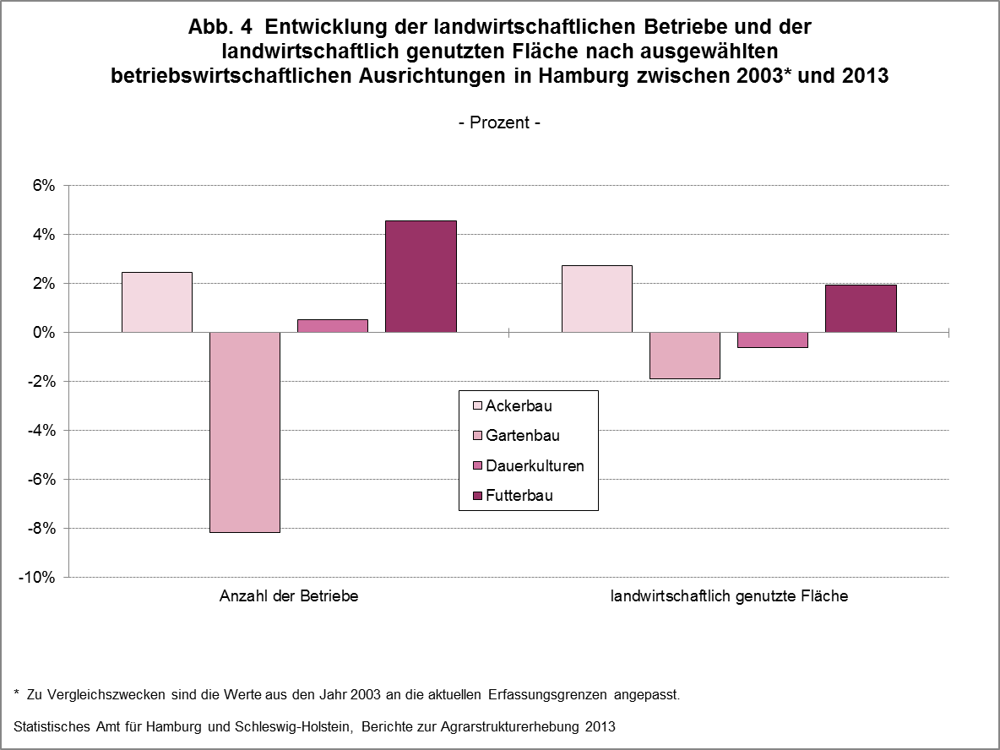 Abb. 4  Entwicklung der landwirtschaftlichen Betriebe und der
landwirtschaftlich genutzten Fläche nach ausgewählten
betriebswirtschaftlichen Ausrichtungen in Hamburg zwischen 2003* und 2013
- Prozent -
6%
4%
2%
0%
-2%
-4%
-6%
-8%
-10%
Ackerbau
Gartenbau
Dauerkulturen
Futterbau
Anzahl der Betriebe
landwirtschaftlich genutzte Fläche
*  Zu Vergleichszwecken sind die Werte aus den Jahr 2003 an die aktuellen Erfassungsgrenzen angepasst.
Statistisches Amt für Hamburg und Schleswig-Holstein,  Berichte zur Agrarstrukturerhebung 2013